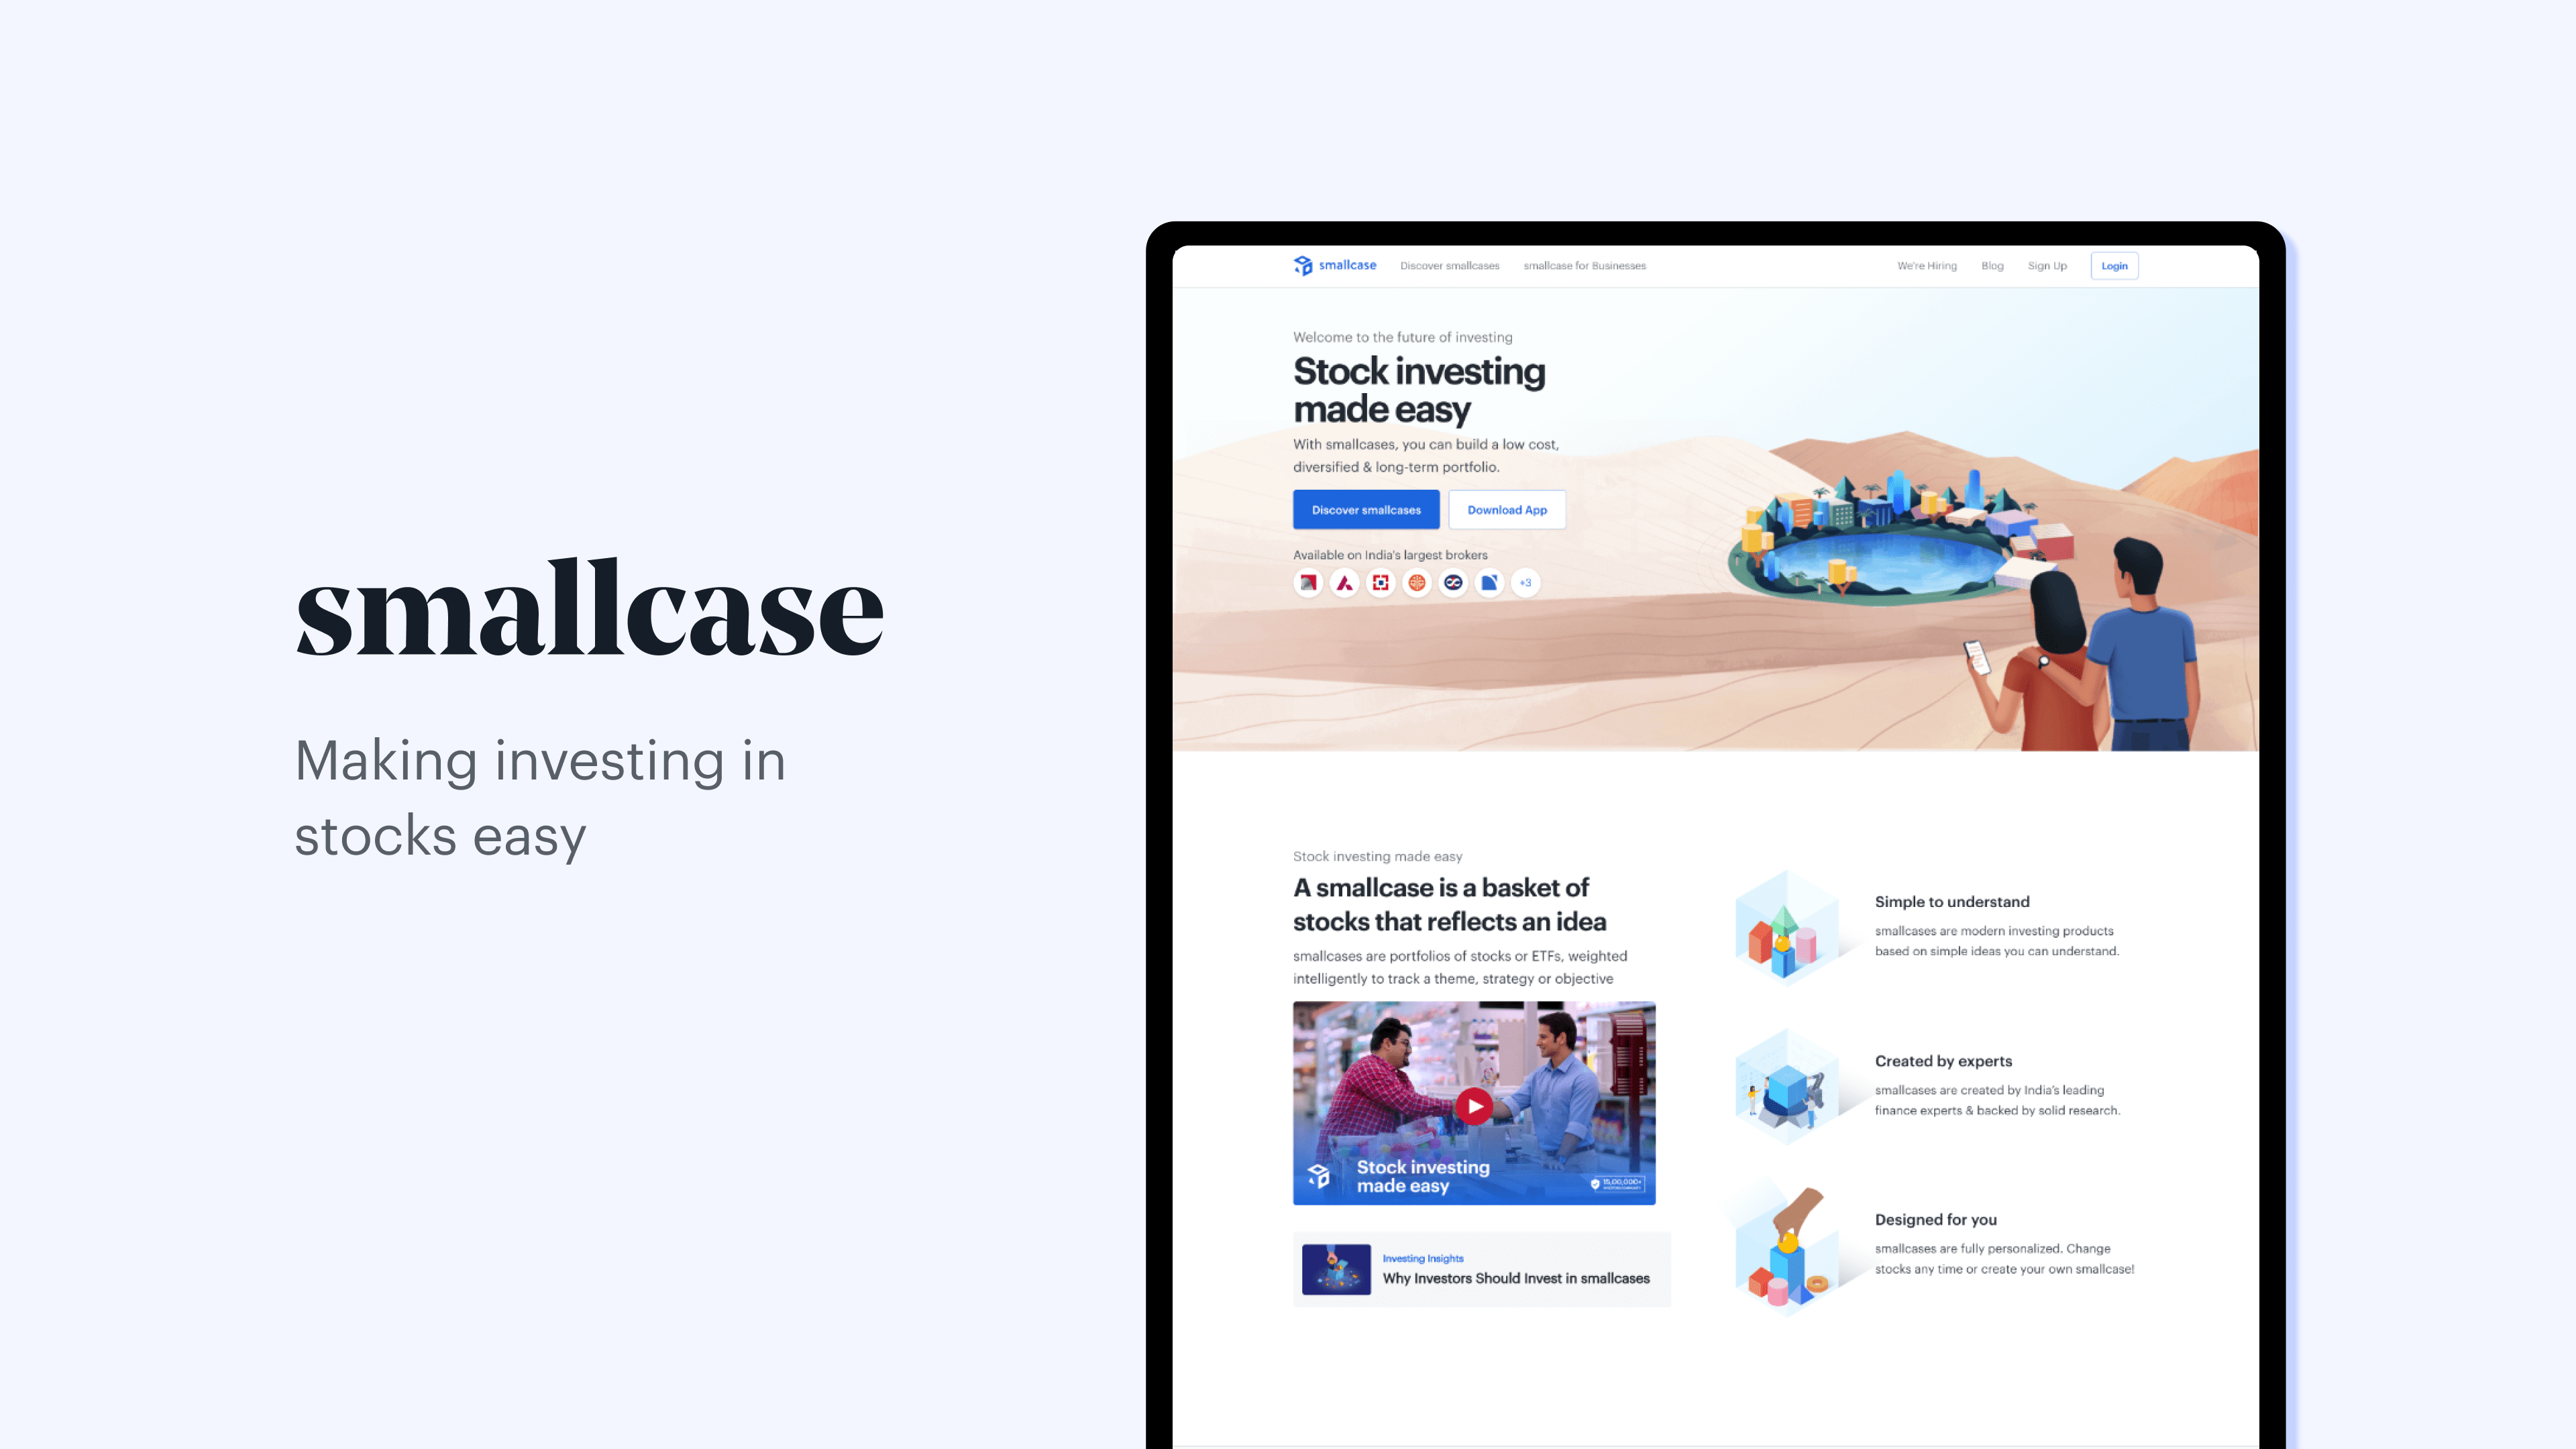 smallcase
Making investing in
stocks easy
smallcase Discover smallcases smallcase for Businesses We're Hiring Blog Sign Up Login
Welcome to the future of investing
Stock investing
made easy
With smallcases, you can build a low cost,
diversified & long-term portfolio.
Discover smallcases Download App
Available on India's largest brokers
+3
Stock investing made easy
A smallcase is a basket of
stocks that reflects an idea
smallcases are portfolios of stocks or ETFs, weighted
intelligently to track a theme, strategy or objective
Stock investing
made easy
15,00,000+
Investing Insights
Why Investors Should Invest in smallcases
Simple to understand
smallcases are modern investing products
based on simple ideas you can understand.
Created by experts
smallcases are created by India's leading
finance experts & backed by solid research.
Designed for you
smallcases are fully personalized. Change
stocks any time or create your own smallcase!